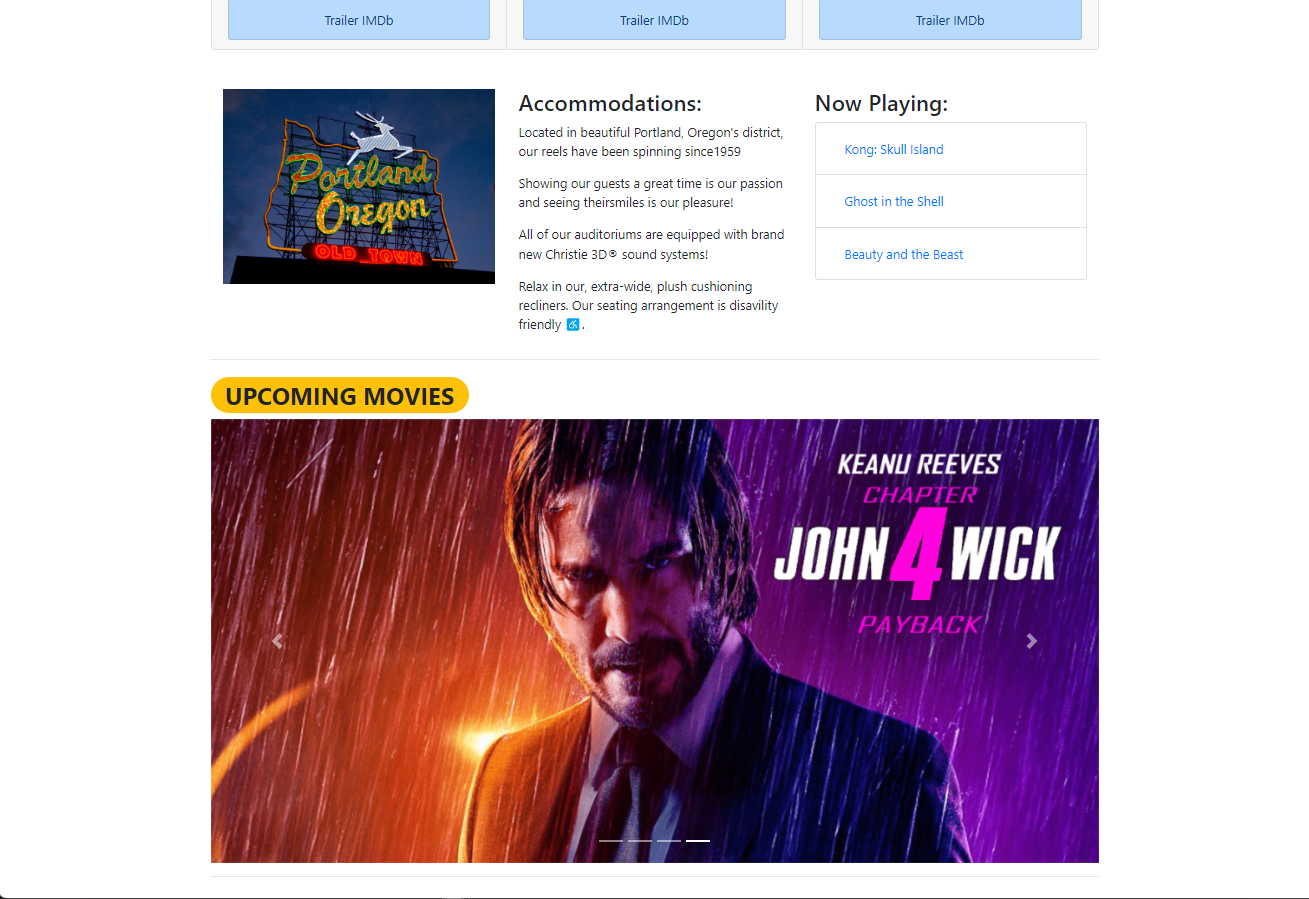 Trailer IMDb
Trailer IMDb
Trailer IMDb
Portland
Oregon
OLD TOWN
Accommodations:
Located in beautiful Portland, Oregon's district,
our reels have been spinning since1959
Showing our guests a great time is our passion
and seeing theirsmiles is our pleasure!
All of our auditoriums are equipped with brand
new Christie 3D® sound systems!
Relax in our, extra-wide, plush cushioning
recliners. Our seating arrangement is disavility
friendly ♿.
Now Playing:
Kong: Skull Island
Ghost in the Shell
Beauty and the Beast
UPCOMING MOVIES
KEANU REEVES
CHAPTER
JOHN 4 WICK
PAYBACK